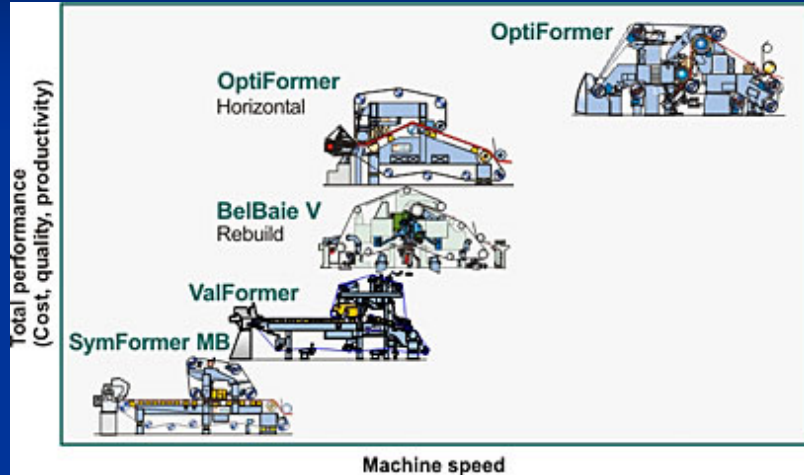 OptiFormer
OptiFormer
Horizontal
BelBaie V
Rebuild
ValFormer
SymFormer MB
Total performance
(Cost, quality, productivity)
Machine speed